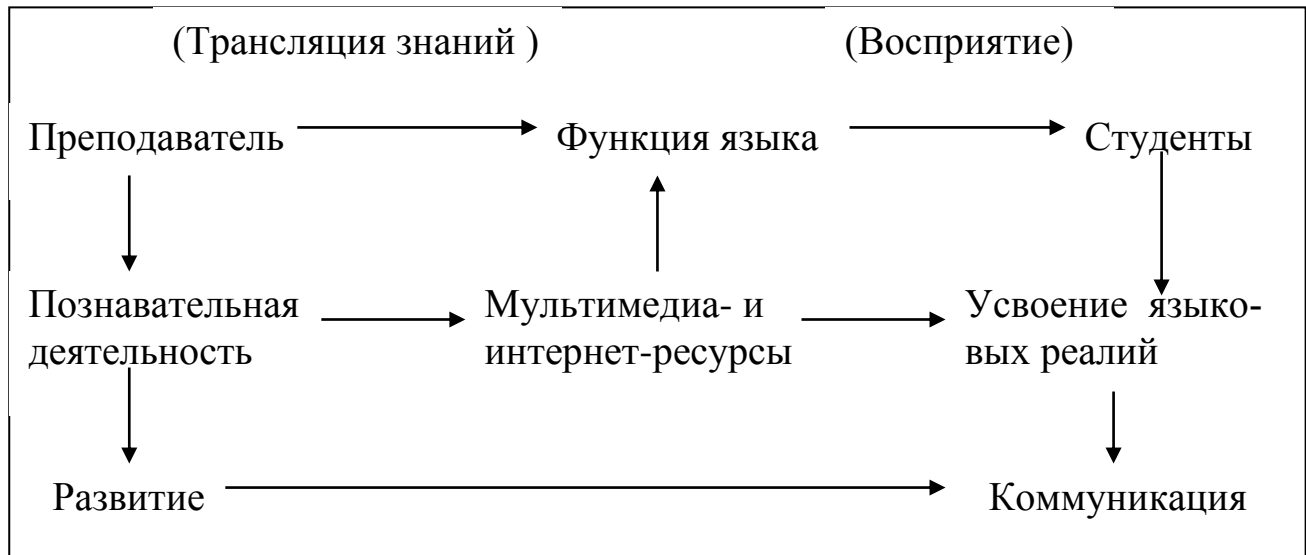 (Трансляция знаний ) (Восприятие)
Преподаватель Функция языка Студенты
Познавательная Мультимедиа- и Усвоение языко-
деятельность интернет-ресурсы вых реалий
Развитие Коммуникация